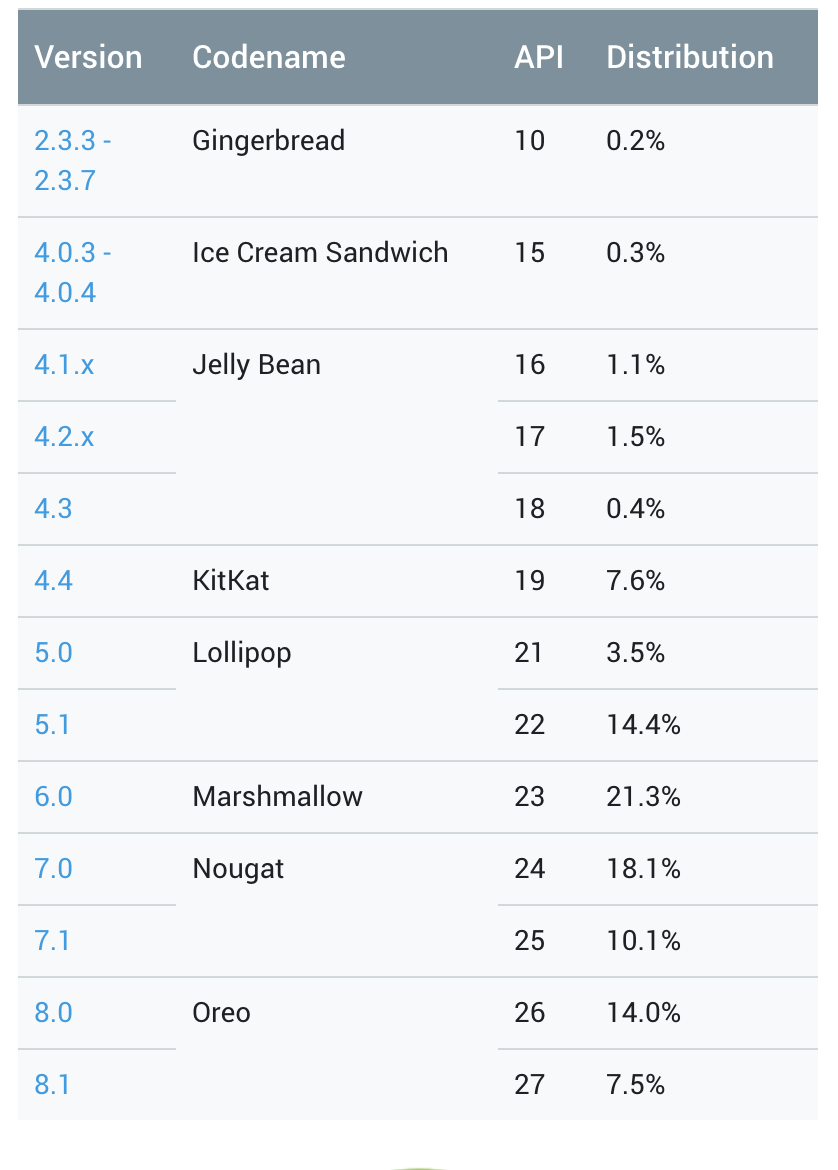 Version Codename API Distribution
2.3.3 - Gingerbread 10 0.2%
2.3.7
4.0.3 - Ice Cream Sandwich 15 0.3%
4.0.4
4.1.x Jelly Bean 16 1.1%
4.2.x 17 1.5%
4.3 18 0.4%
4.4 KitKat 19 7.6%
5.0 Lollipop 21 3.5%
5.1 22 14.4%
6.0 Marshmallow 23 21.3%
7.0 Nougat 24 18.1%
7.1 25 10.1%
8.0 Oreo 26 14.0%
8.1 27 7.5%